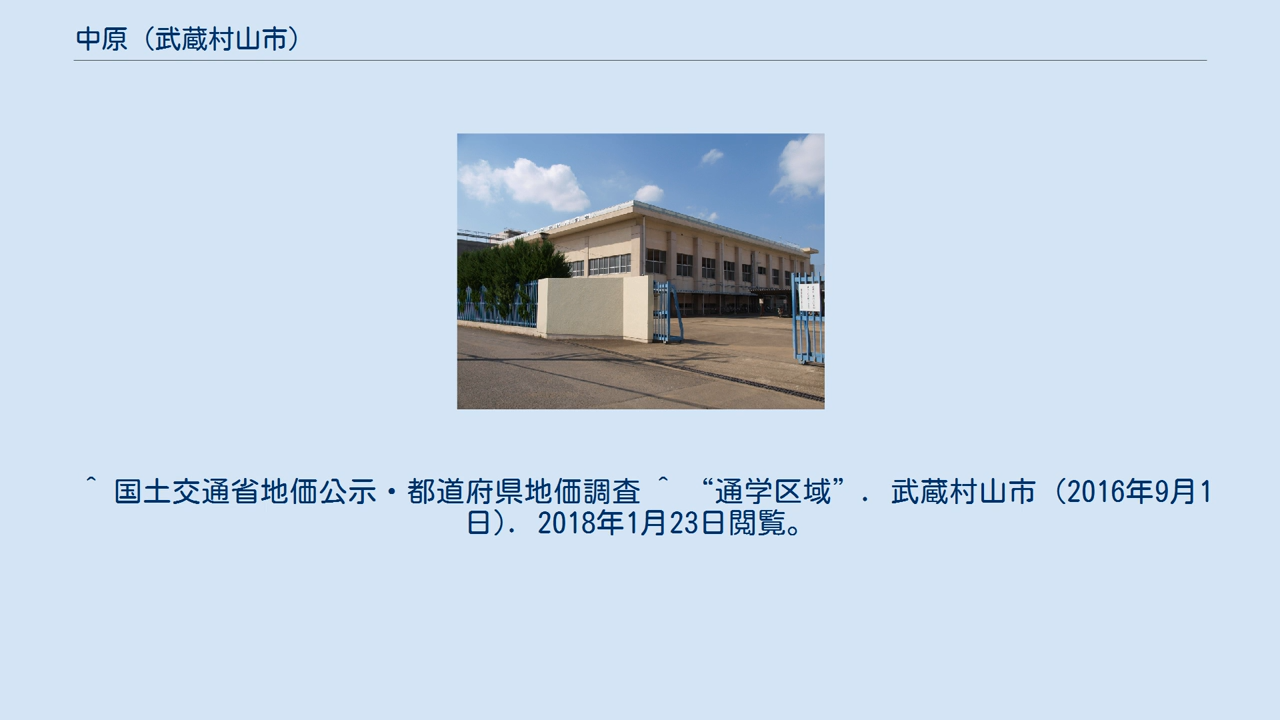 中原（武蔵村山市）
^ 国土交通省地価公示・都道府県地価調査 ^ “通学区域”. 武蔵村山市 (2016年9月1
日). 2018年1月23日閲覧。